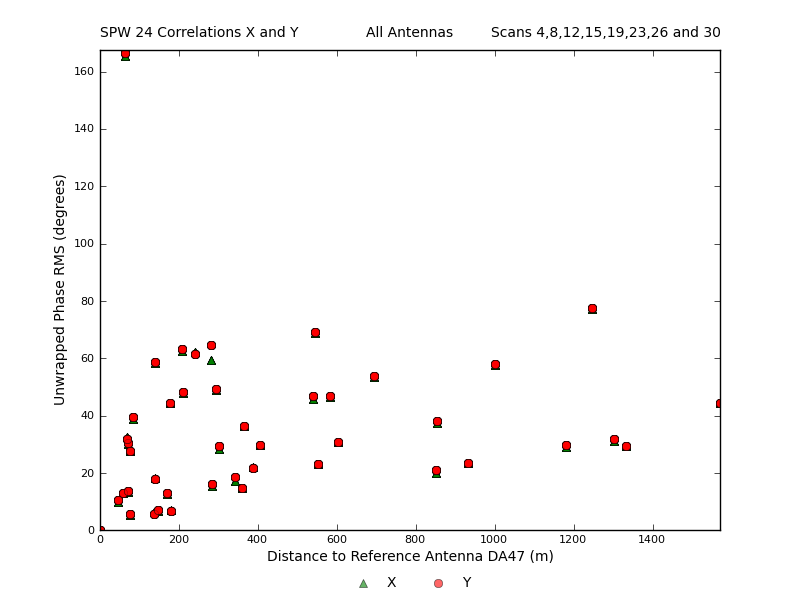 SPW 24 Correlations X and Y All Antennas Scans 4,8,12,15,19,23,26 and 30
160
140
120
100
80
60
40
20
0
Unwrapped Phase RMS (degrees)
0 200 400 600 800 1000 1200 1400
Distance to Reference Antenna DA47 (m)
X Y